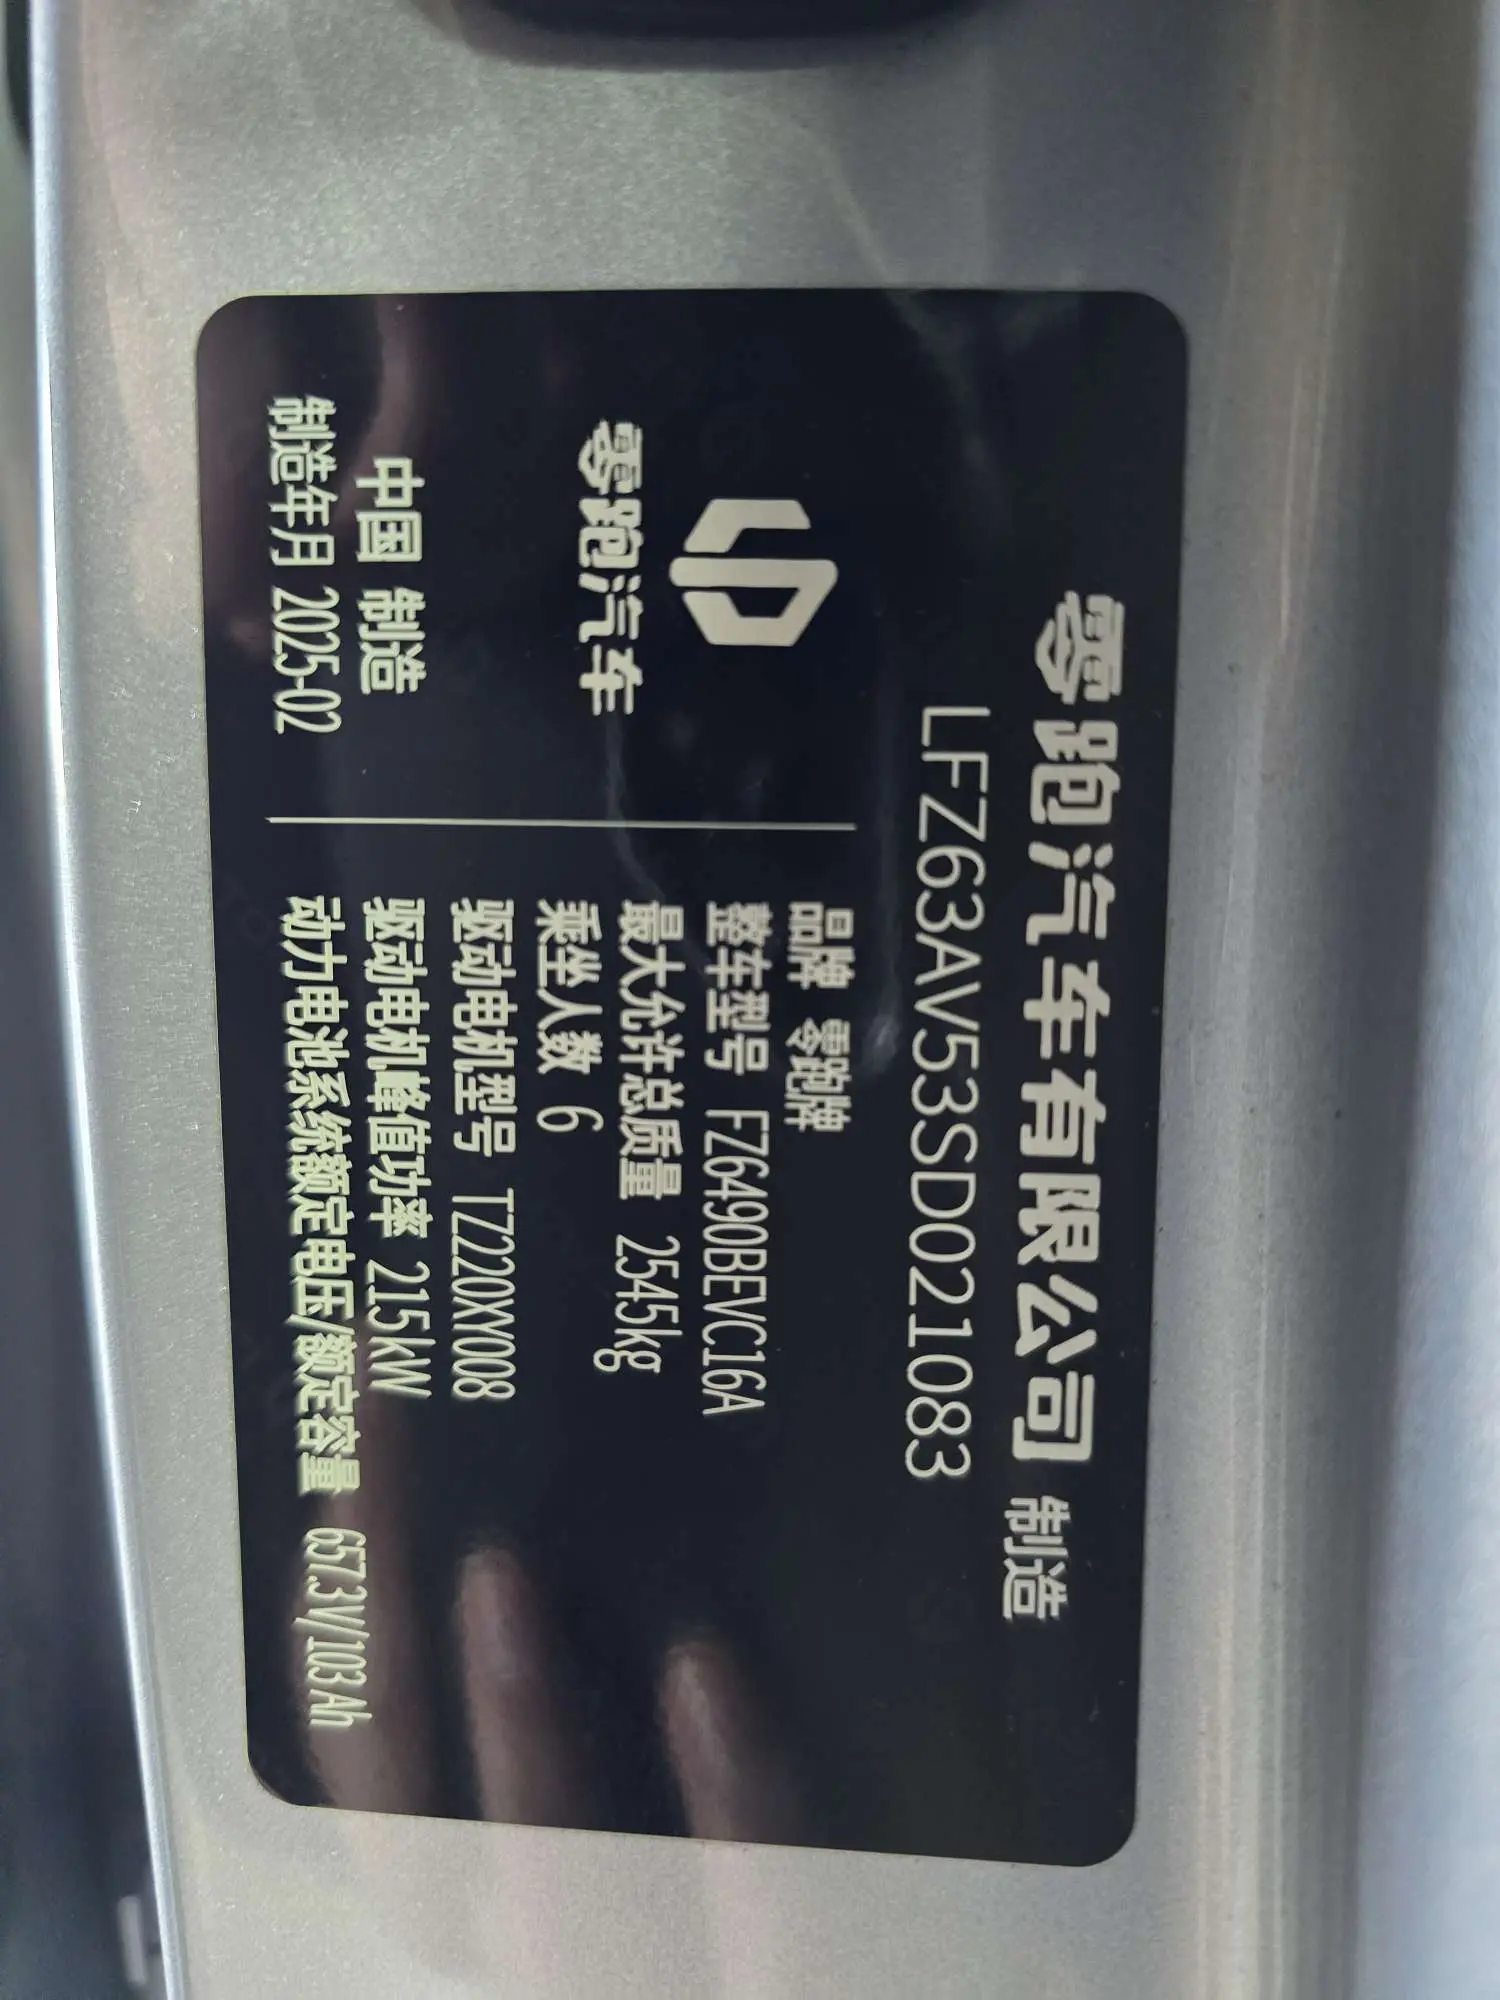 零跑汽车有限公司 制造
LFZ63AV53SD021083
零跑汽车
中国 制造
制造年月 2025-02
品牌 零跑牌
整车型号 FZ6490BEVC16A
最大允许总质量 2545kg
乘坐人数 6
驱动电机型号 TZ220XY008
驱动电机峰值功率 215kW
动力电池系统额定电压/额定容量 657.3V/103Ah